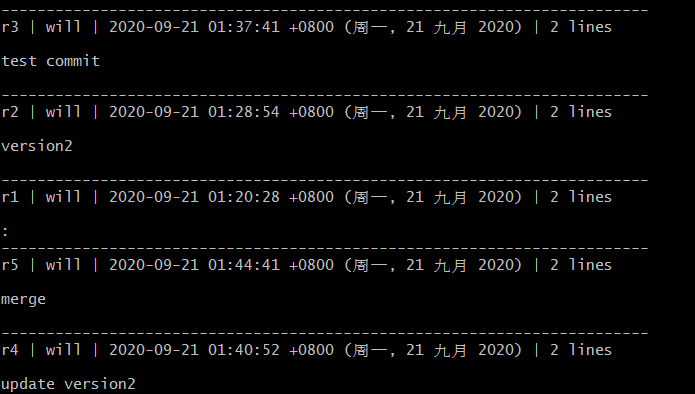 ------------------------------------------------------------------------
r3 | will | 2020-09-21 01:37:41 +0800 (周一, 21 九月 2020) | 2 lines
test commit
------------------------------------------------------------------------
r2 | will | 2020-09-21 01:28:54 +0800 (周一, 21 九月 2020) | 2 lines
version2
------------------------------------------------------------------------
r1 | will | 2020-09-21 01:20:28 +0800 (周一, 21 九月 2020) | 2 lines
:
------------------------------------------------------------------------
r5 | will | 2020-09-21 01:44:41 +0800 (周一, 21 九月 2020) | 2 lines
merge
------------------------------------------------------------------------
r4 | will | 2020-09-21 01:40:52 +0800 (周一, 21 九月 2020) | 2 lines
update version2